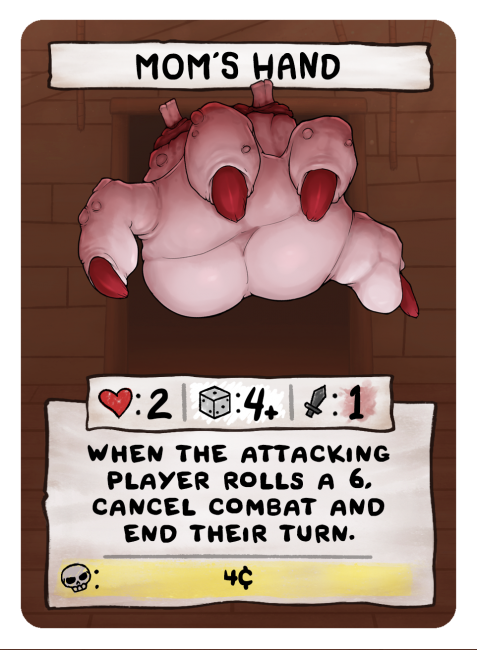 MOM'S HAND
:2 :4+ :1
WHEN THE ATTACKING
PLAYER ROLLS A 6,
CANCEL COMBAT AND
END THEIR TURN.
: 4¢